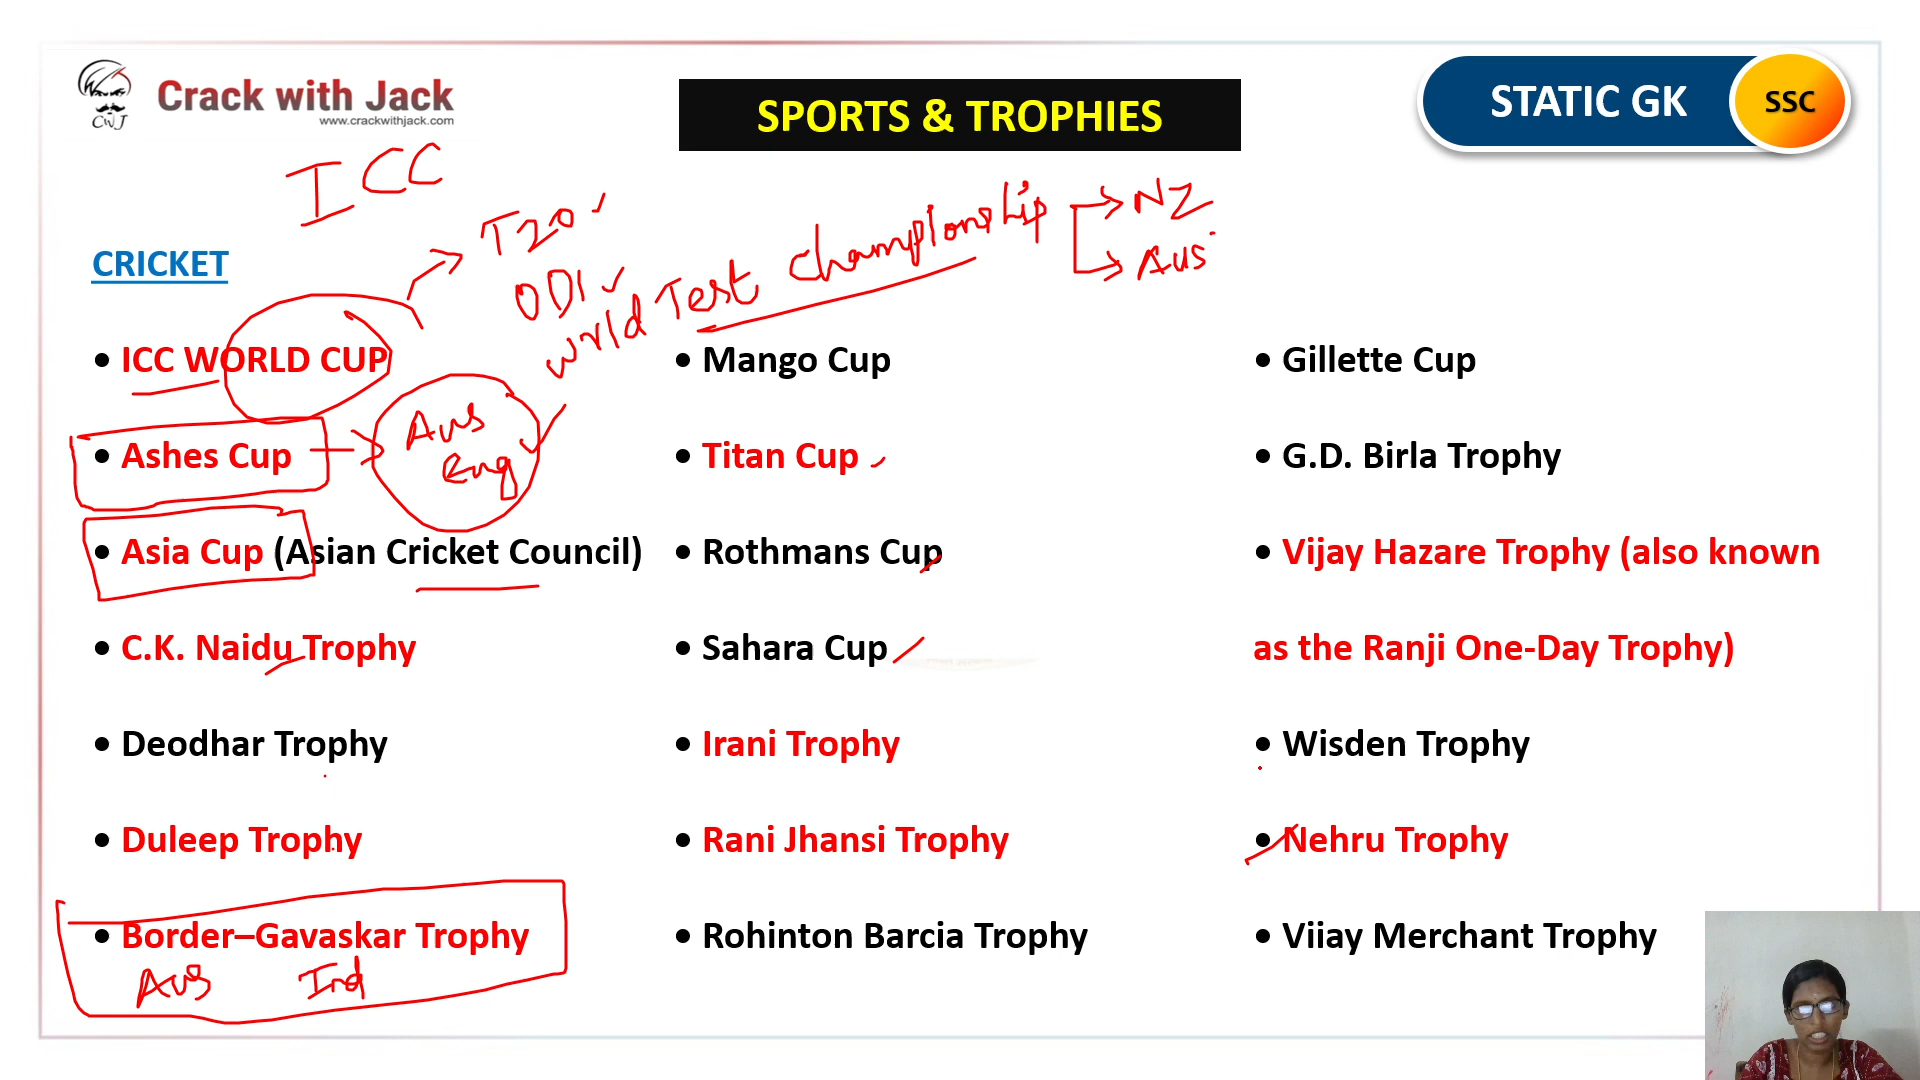 Crack with Jack
www.crackwithjack.com
CWJ
SPORTS & TROPHIES
STATIC GK
SSC
ICC
T20
ODI
World Test Championship
NZ
Aus
CRICKET
• ICC WORLD CUP
• Ashes Cup
Aus
Eng
• Asia Cup (Asian Cricket Council)
• C.K. Naidu Trophy
• Deodhar Trophy
• Duleep Trophy
• Border–Gavaskar Trophy
Aus Ind
• Mango Cup
• Titan Cup
• Rothmans Cup
• Sahara Cup
• Irani Trophy
• Rani Jhansi Trophy
• Rohinton Barcia Trophy
• Gillette Cup
• G.D. Birla Trophy
• Vijay Hazare Trophy (also known
as the Ranji One-Day Trophy)
• Wisden Trophy
• Nehru Trophy
• Viiay Merchant Trophy